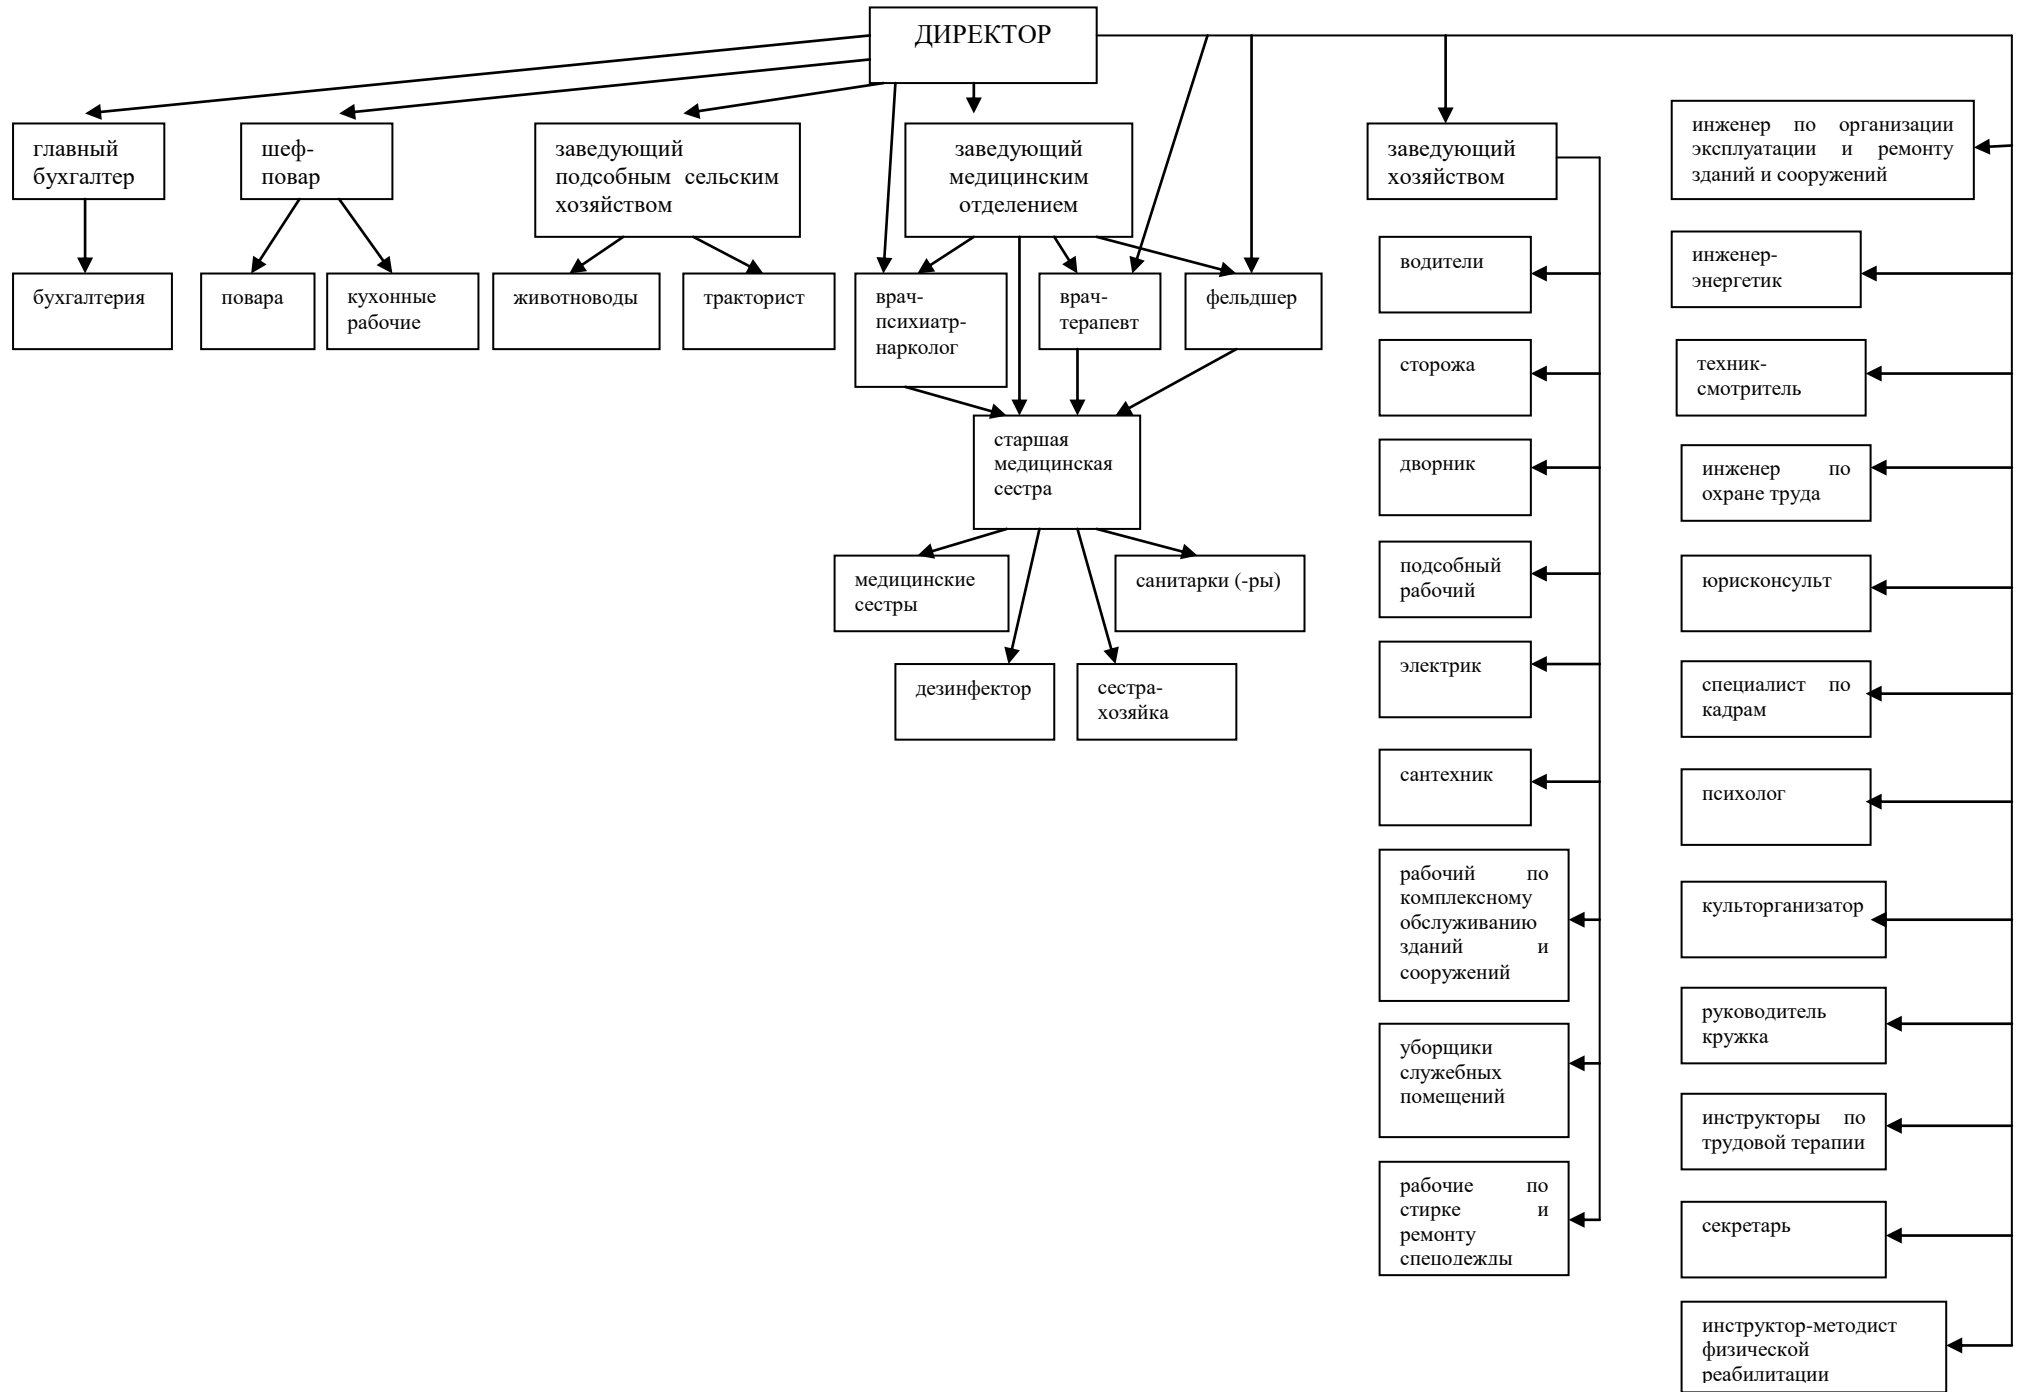 ДИРЕКТОР
главный
бухгалтер
шеф-
повар
заведующий
подсобным сельским
хозяйством
заведующий
медицинским
отделением
заведующий
хозяйством
инженер по организации
эксплуатации и ремонту
зданий и сооружений
бухгалтерия
повара
кухонные
рабочие
животноводы
тракторист
врач-
психиатр-
нарколог
врач-
терапевт
фельдшер
старшая
медицинская
сестра
медицинские
сестры
санитарки (-ры)
дезинфектор
сестра-
хозяйка
водители
сторожа
дворник
подсобный
рабочий
электрик
сантехник
рабочий по
комплексному
обслуживанию
зданий и
сооружений
уборщики
служебных
помещений
рабочие по
стирке и
ремонту
спецодежды
инженер-
энергетик
техник-
смотритель
инженер по
охране труда
юрисконсульт
специалист по
кадрам
психолог
культорганизатор
руководитель
кружка
инструкторы по
трудовой терапии
секретарь
инструктор-методист
физической
реабилитации